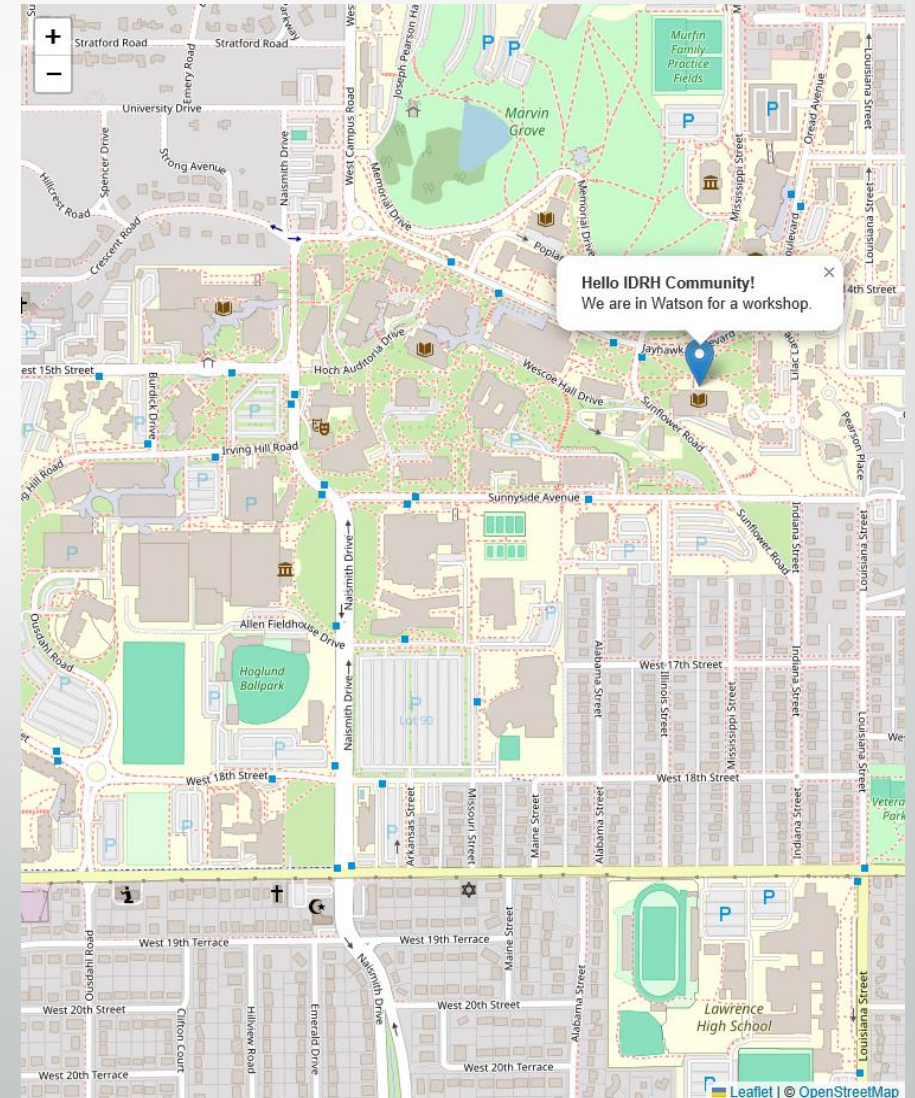 +
−
Stratford Road
Stratford Road
Emery Road
University Drive
Spencer Drive
Strong Avenue
Hillcrest Road
Crescent Road
Naismith Drive
West Campus Road
Memorial Drive
P
P
Marvin
Grove
Murfin
Family
Practice
Fields
P
P
Mississippi Street
Oread Avenue
Louisiana Street
Louisiana Street
Memorial Drive
Hello IDRH Community!
We are in Watson for a workshop.
×
14th Street
Hoch Auditoria Drive
Jayhawk
Wescoe Hall Drive
Lilac Lane
Burdick Drive
P
P
Irving Hill Road
P
Sunflower Road
Pearson Place
P
P
P
Sunnyside Avenue
P
Sunflower Road
Indiana Street
Louisiana Street
Naismith Drive
Allen Fieldhouse Drive
Ousdahl Road
P
P
Hoglund
Ballpark
P
P
P
Lot 90
Naismith Drive
Alabama Street
West 17th Street
Illinois Street
Mississippi Street
Indiana Street
Louisiana Street
West 18th Street
West 18th Street
P
P
P
Arkansas Street
Missouri Street
Maine Street
Alabama Street
Indiana Street
West 19th Terrace
West 19th Terrace
Maine Street
P
P
Ousdahl Road
West 20th Street
Clifton Court
Hillview Road
Emerald Drive
Naismith Drive
West 20th Street
Alabama Street
Lawrence
High School
Louisiana Street
West 20th Terrace
West 20th Terrace
P
Leaflet | © OpenStreetMap